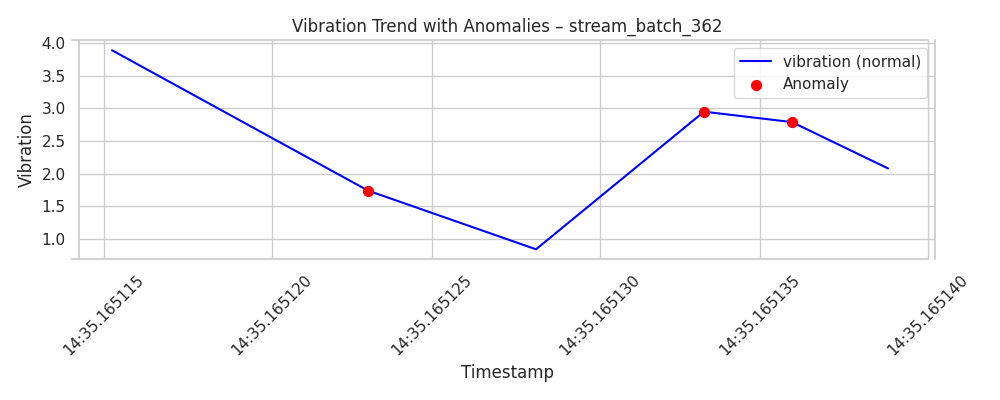 Vibration Trend with Anomalies – stream_batch_362
vibration (normal)
Anomaly
Vibration
4.0
3.5
3.0
2.5
2.0
1.5
1.0
14:35.165115
14:35.165120
14:35.165125
14:35.165130
14:35.165135
14:35.165140
Timestamp